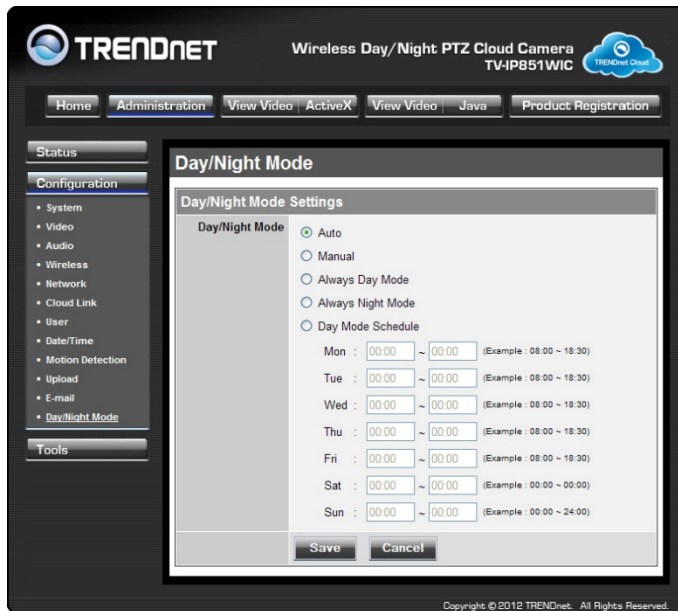 TRENDNET
Wireless Day/Night PTZ Cloud Camera
TV-IP851WIC
TRENDnet Cloud
Home Administration View Video ActiveX View Video Java Product Registration
Status
Configuration
• System
• Video
• Audio
• Wireless
• Network
• Cloud Link
• User
• Date/Time
• Motion Detection
• Upload
• E-mail
• Day/Night Mode
Tools
Day/Night Mode
Day/Night Mode Settings
Day/Night Mode
Auto
Manual
Always Day Mode
Always Night Mode
Day Mode Schedule
Mon : 00:00 ~ 00:00 (Example : 08:00 ~ 18:30)
Tue : 00:00 ~ 00:00 (Example : 08:00 ~ 18:30)
Wed : 00:00 ~ 00:00 (Example : 08:00 ~ 18:30)
Thu : 00:00 ~ 00:00 (Example : 08:00 ~ 18:30)
Fri : 00:00 ~ 00:00 (Example : 08:00 ~ 18:30)
Sat : 00:00 ~ 00:00 (Example : 00:00 ~ 00:00)
Sun : 00:00 ~ 00:00 (Example : 00:00 ~ 24:00)
Save Cancel
Copyright © 2012 TRENDnet. All Rights Reserved.